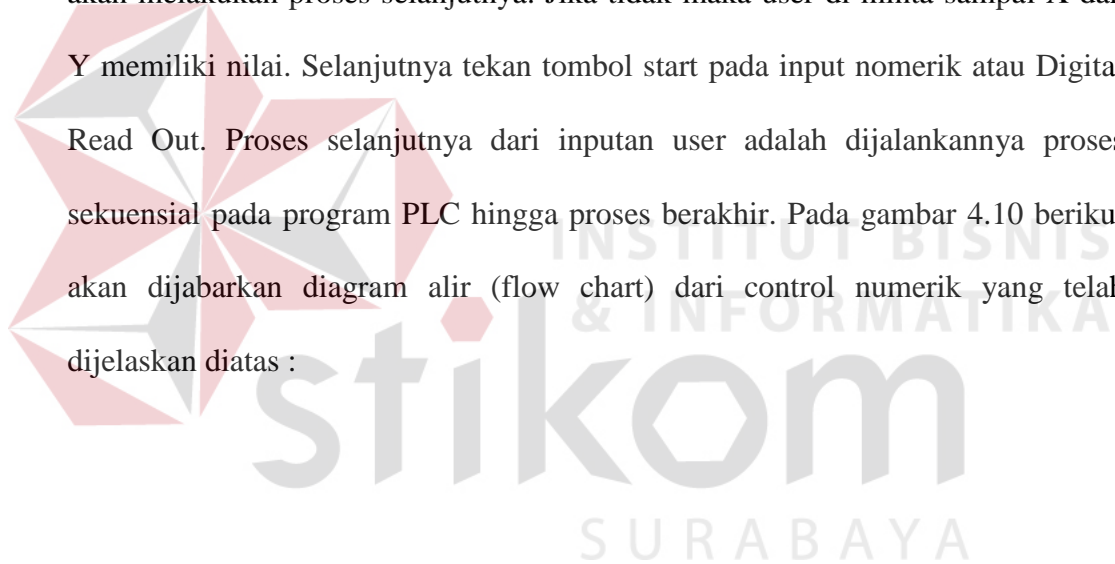 akan melakukan proses selanjutnya. Jika tidak maka user di minta sampai X da
Y memiliki nilai. Selanjutnya tekan tombol start pada input nomerik atau Digita
Read Out. Proses selanjutnya dari inputan user adalah dijalankannya proses
sekuensial pada program PLC hingga proses berakhir. Pada gambar 4.10 beriku
akan dijabarkan diagram alir (flow chart) dari control numerik yang telah
dijelaskan diatas :
INSTITUT BISNIS
& INFORMATIKA
stikom
SURABAYA